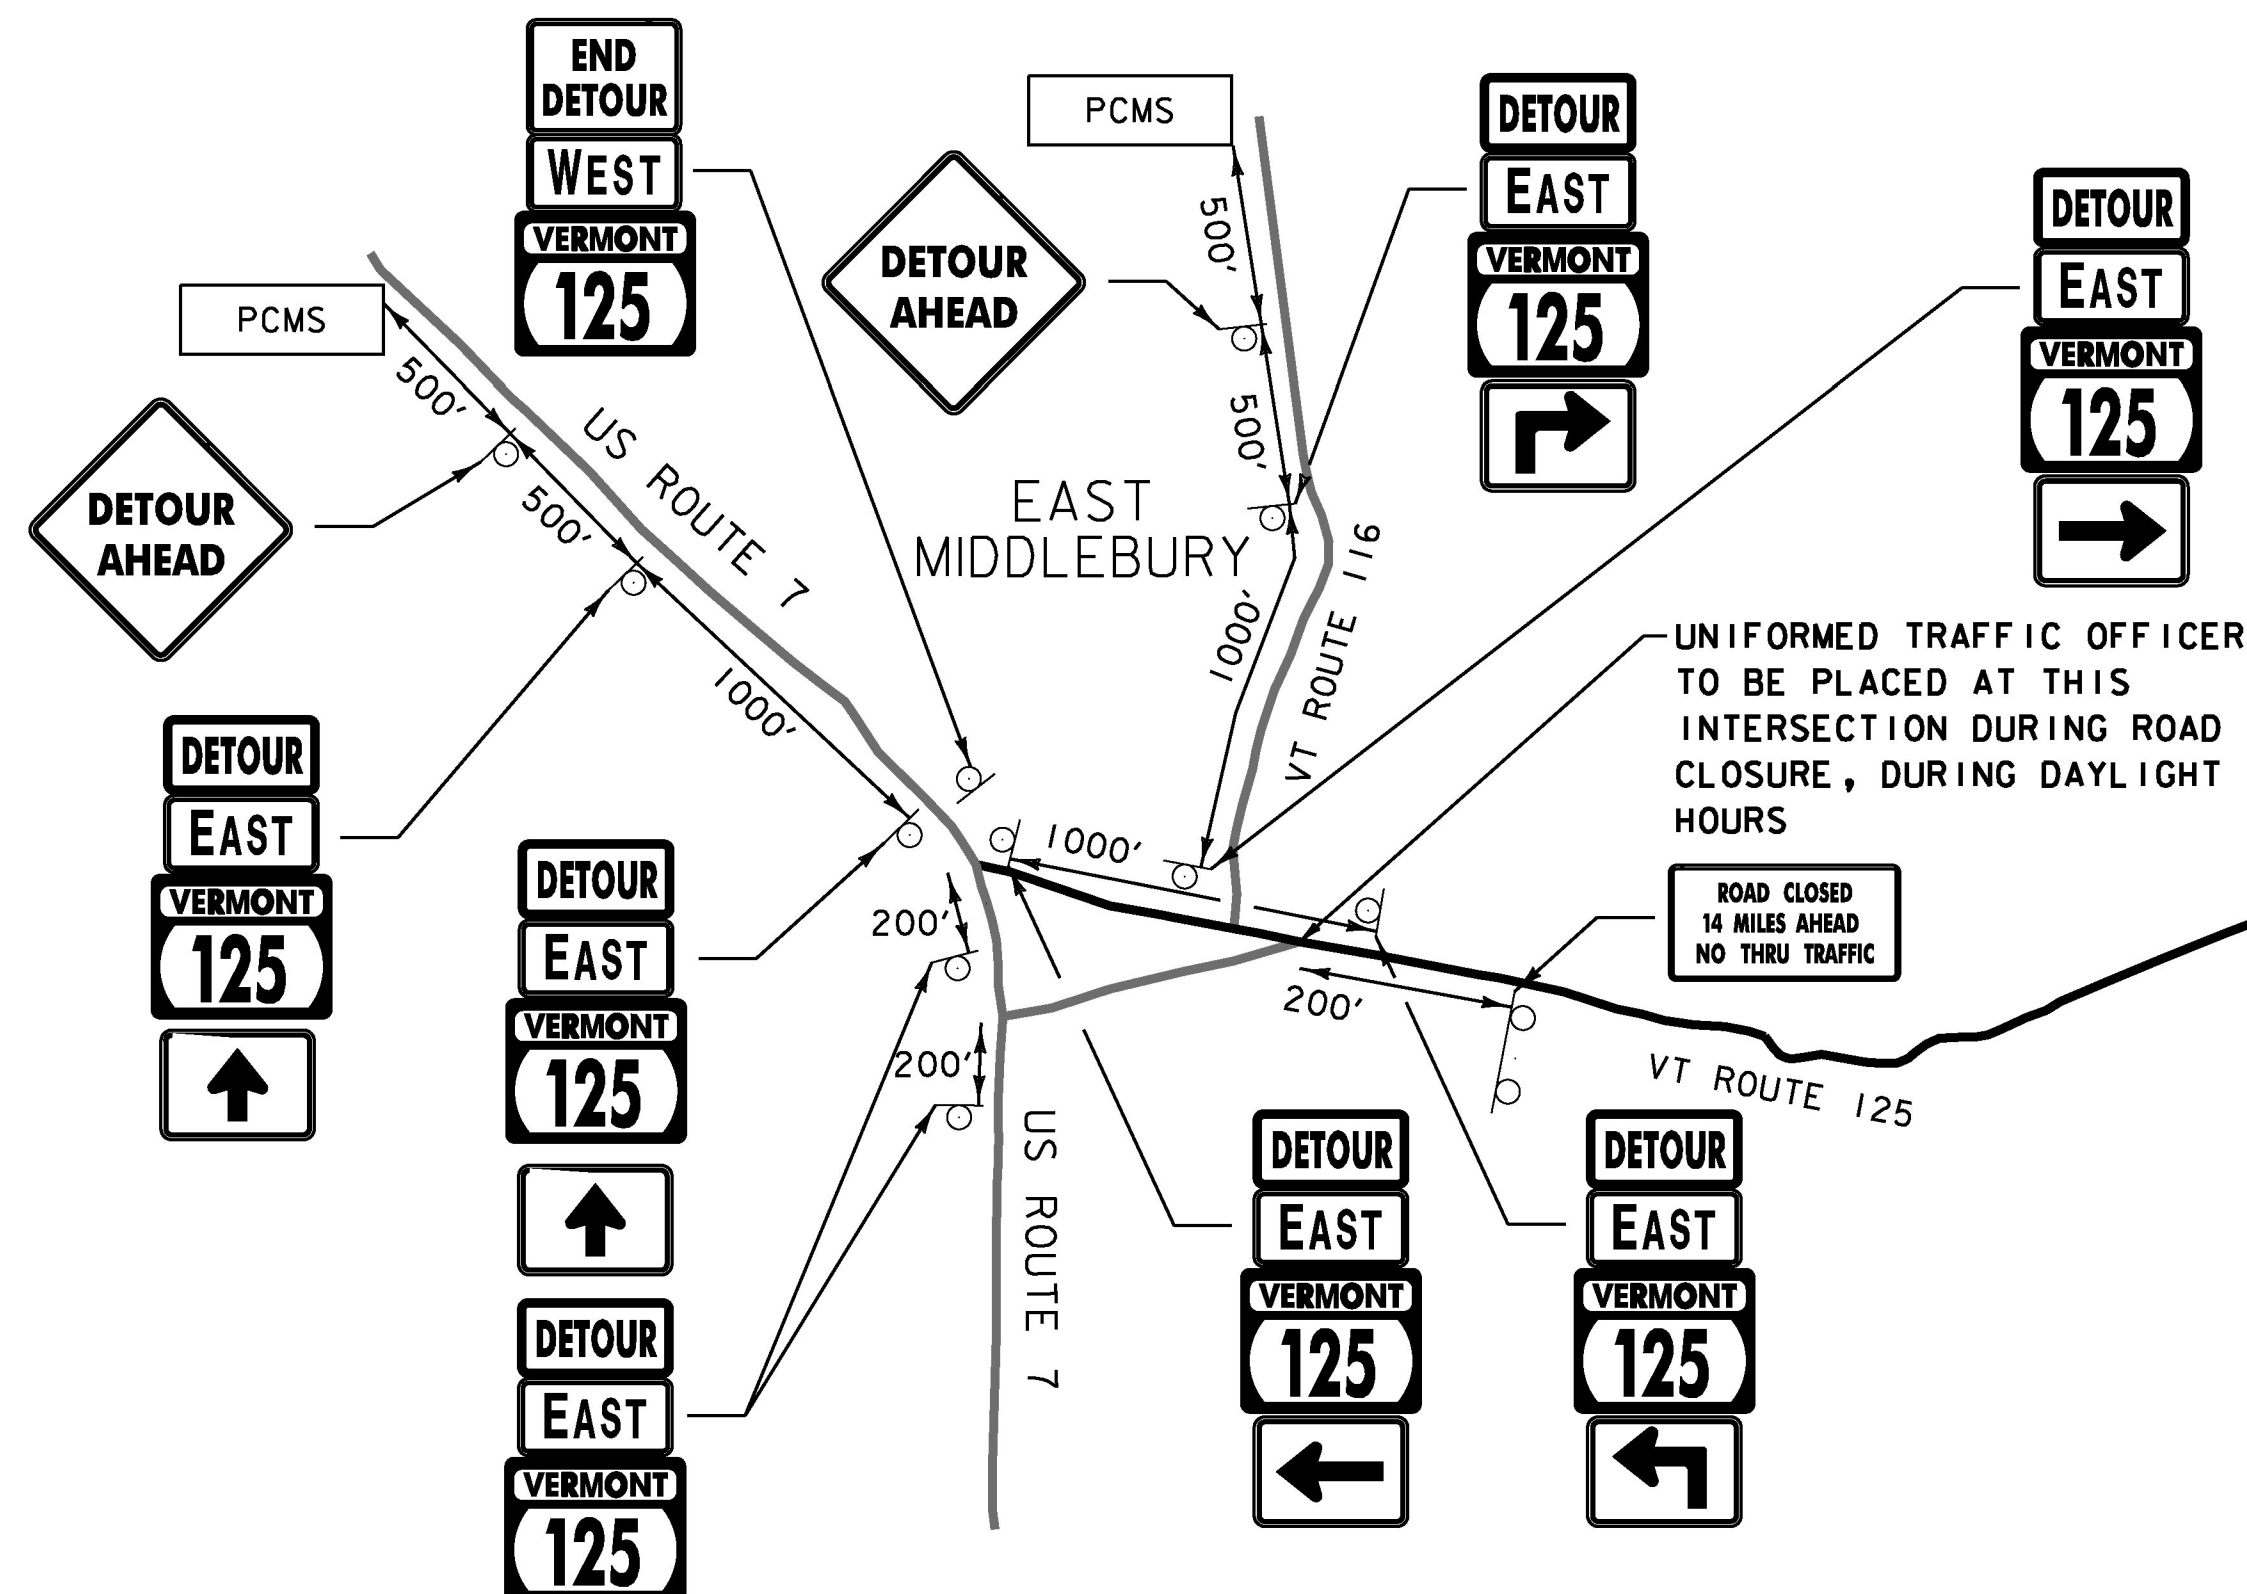 END
DETOUR
WEST
VERMONT
125
PCMS
DETOUR
EAST
VERMONT
125
DETOUR
EAST
VERMONT
125
DETOUR
AHEAD
500'
500'
PCMS
500'
500'
1000'
US ROUTE 7
DETOUR
AHEAD
EAST
MIDDLEBURY
1000'
VT ROUTE 116
UNIFORMED TRAFFIC OFFICER
TO BE PLACED AT THIS
INTERSECTION DURING ROAD
CLOSURE, DURING DAYLIGHT
HOURS
DETOUR
EAST
VERMONT
125
DETOUR
EAST
VERMONT
125
1000'
200'
200'
200'
ROAD CLOSED
14 MILES AHEAD
NO THRU TRAFFIC
VT ROUTE 125
US ROUTE 7
DETOUR
EAST
VERMONT
125
DETOUR
EAST
VERMONT
125
DETOUR
EAST
VERMONT
125